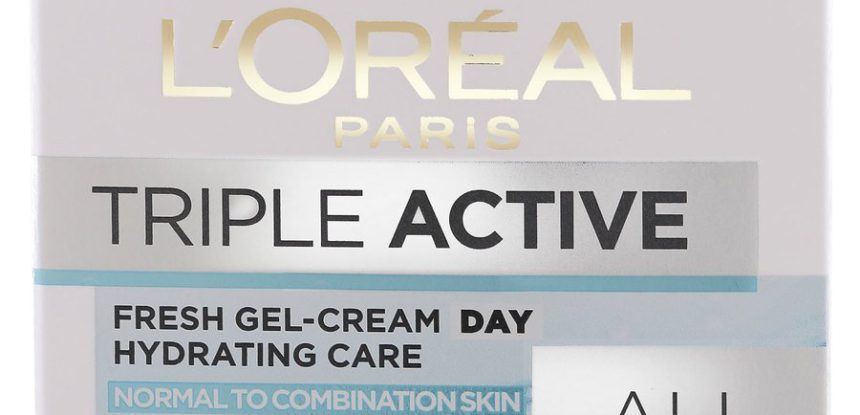 L'ORÉAL
PARIS
TRIPLE ACTIVE
FRESH GEL-CREAM DAY
HYDRATING CARE
NORMAL TO COMBINATION SKIN